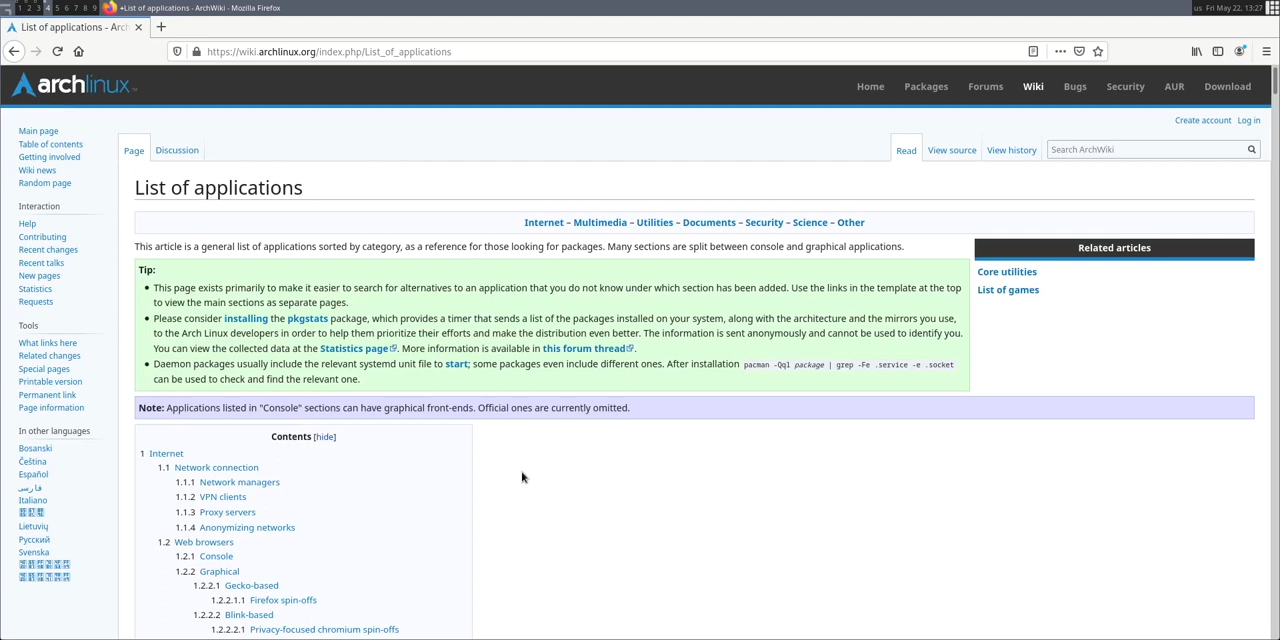 1 2 3 4 5 6 7 8 9 +List of applications - ArchWiki - Mozilla Firefox us Fri May 22, 13:27
List of applications - Arch
https://wiki.archlinux.org/index.php/List_of_applications
archlinux
Home Packages Forums Wiki Bugs Security AUR Download
Create account Log in
Main page
Table of contents
Getting involved
Wiki news
Random page
Interaction
Help
Contributing
Recent changes
Recent talks
New pages
Statistics
Requests
Tools
What links here
Related changes
Special pages
Printable version
Permanent link
Page information
In other languages
Bosanski
Čeština
Español
فارسی
Italiano
Lietuvių
Русский
Svenska
Page Discussion Read View source View history Search ArchWiki
List of applications
Internet – Multimedia – Utilities – Documents – Security – Science – Other
This article is a general list of applications sorted by category, as a reference for those looking for packages. Many sections are split between console and graphical applications.
Related articles
Core utilities
List of games
Tip:
• This page exists primarily to make it easier to search for alternatives to an application that you do not know under which section has been added. Use the links in the template at the top
to view the main sections as separate pages.
• Please consider installing the pkgstats package, which provides a timer that sends a list of the packages installed on your system, along with the architecture and the mirrors you use,
to the Arch Linux developers in order to help them prioritize their efforts and make the distribution even better. The information is sent anonymously and cannot be used to identify you.
You can view the collected data at the Statistics page. More information is available in this forum thread.
• Daemon packages usually include the relevant systemd unit file to start; some packages even include different ones. After installation pacman -Qql package | grep -Fe .service -e .socket
can be used to check and find the relevant one.
Note: Applications listed in "Console" sections can have graphical front-ends. Official ones are currently omitted.
Contents [hide]
1 Internet
1.1 Network connection
1.1.1 Network managers
1.1.2 VPN clients
1.1.3 Proxy servers
1.1.4 Anonymizing networks
1.2 Web browsers
1.2.1 Console
1.2.2 Graphical
1.2.2.1 Gecko-based
1.2.2.1.1 Firefox spin-offs
1.2.2.2 Blink-based
1.2.2.2.1 Privacy-focused chromium spin-offs